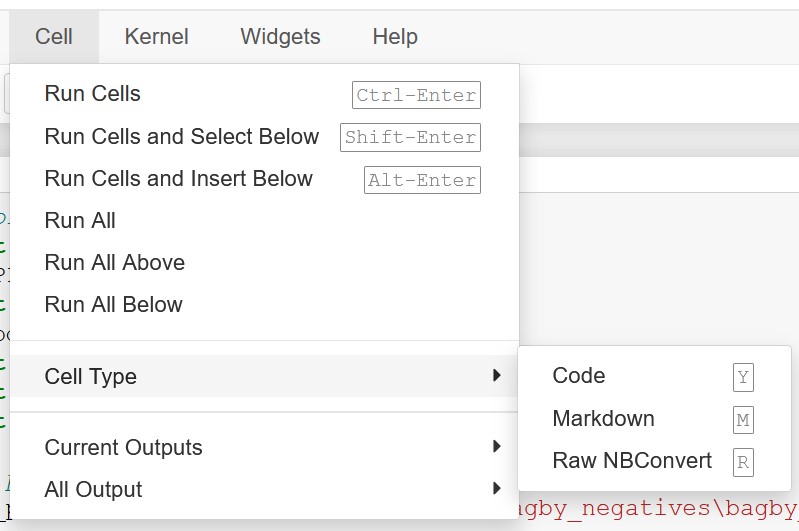 Cell Kernel Widgets Help
Run Cells Ctrl-Enter
Run Cells and Select Below Shift-Enter
Run Cells and Insert Below Alt-Enter
Run All
Run All Above
Run All Below
Cell Type
Code Y
Markdown M
Raw NBConvert R
Current Outputs
All Output
gby_negatives\bagby